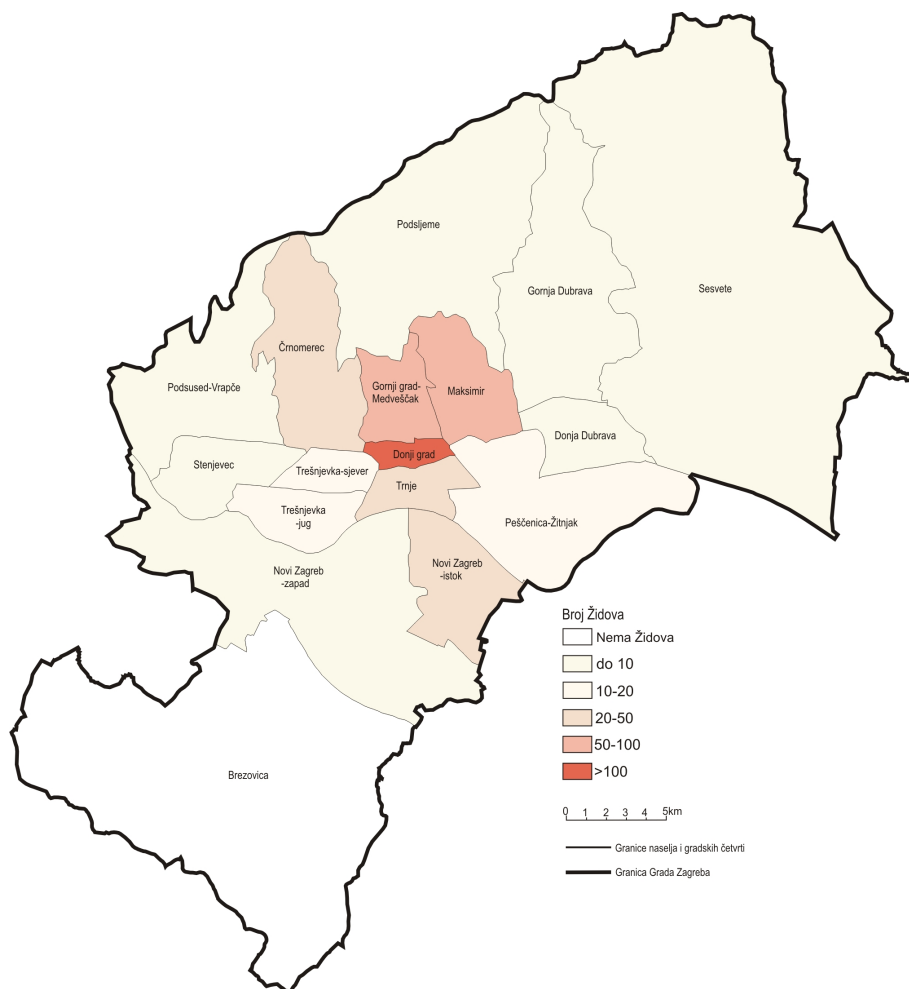 Podsljeme
Gornja Dubrava
Sesvete
Črnomerec
Podsused-Vrapče
Gornji grad-
Medveščak
Maksimir
Donja Dubrava
Donji grad
Stenjevec
Trešnjevka-sjever
Trnje
Trešnjevka
-jug
Peščenica-Žitnjak
Novi Zagreb
-zapad
Novi Zagreb
-istok
Brezovica
Broj Židova
Nema Židova
do 10
10-20
20-50
50-100
>100
0 1 2 3 4 5km
Granice naselja i gradskih četvrti
Granica Grada Zagreba